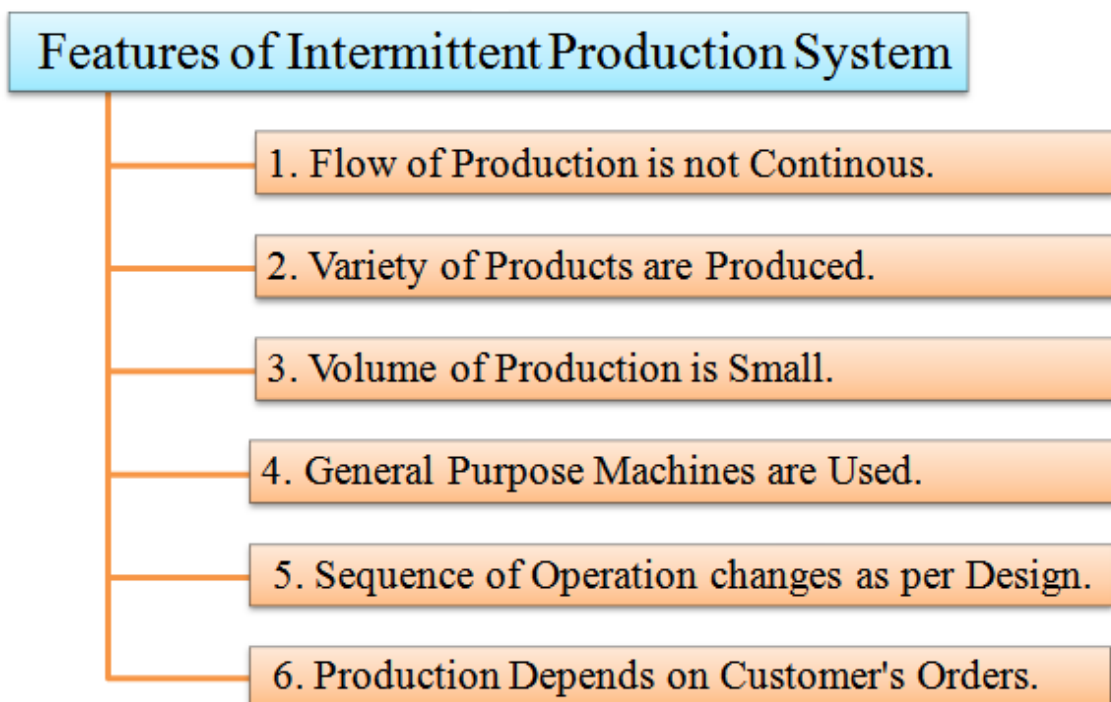 Features of Intermittent Production System
1. Flow of Production is not Continous.
2. Variety of Products are Produced.
3. Volume of Production is Small.
4. General Purpose Machines are Used.
5. Sequence of Operation changes as per Design.
6. Production Depends on Customer's Orders.